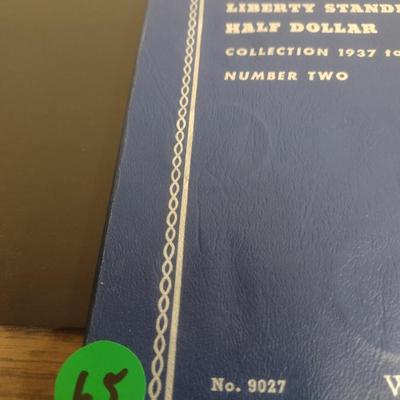 LIBERTY STANDI
HALF DOLLAR
COLLECTION 1937 to
NUMBER TWO
No. 9027 W
65